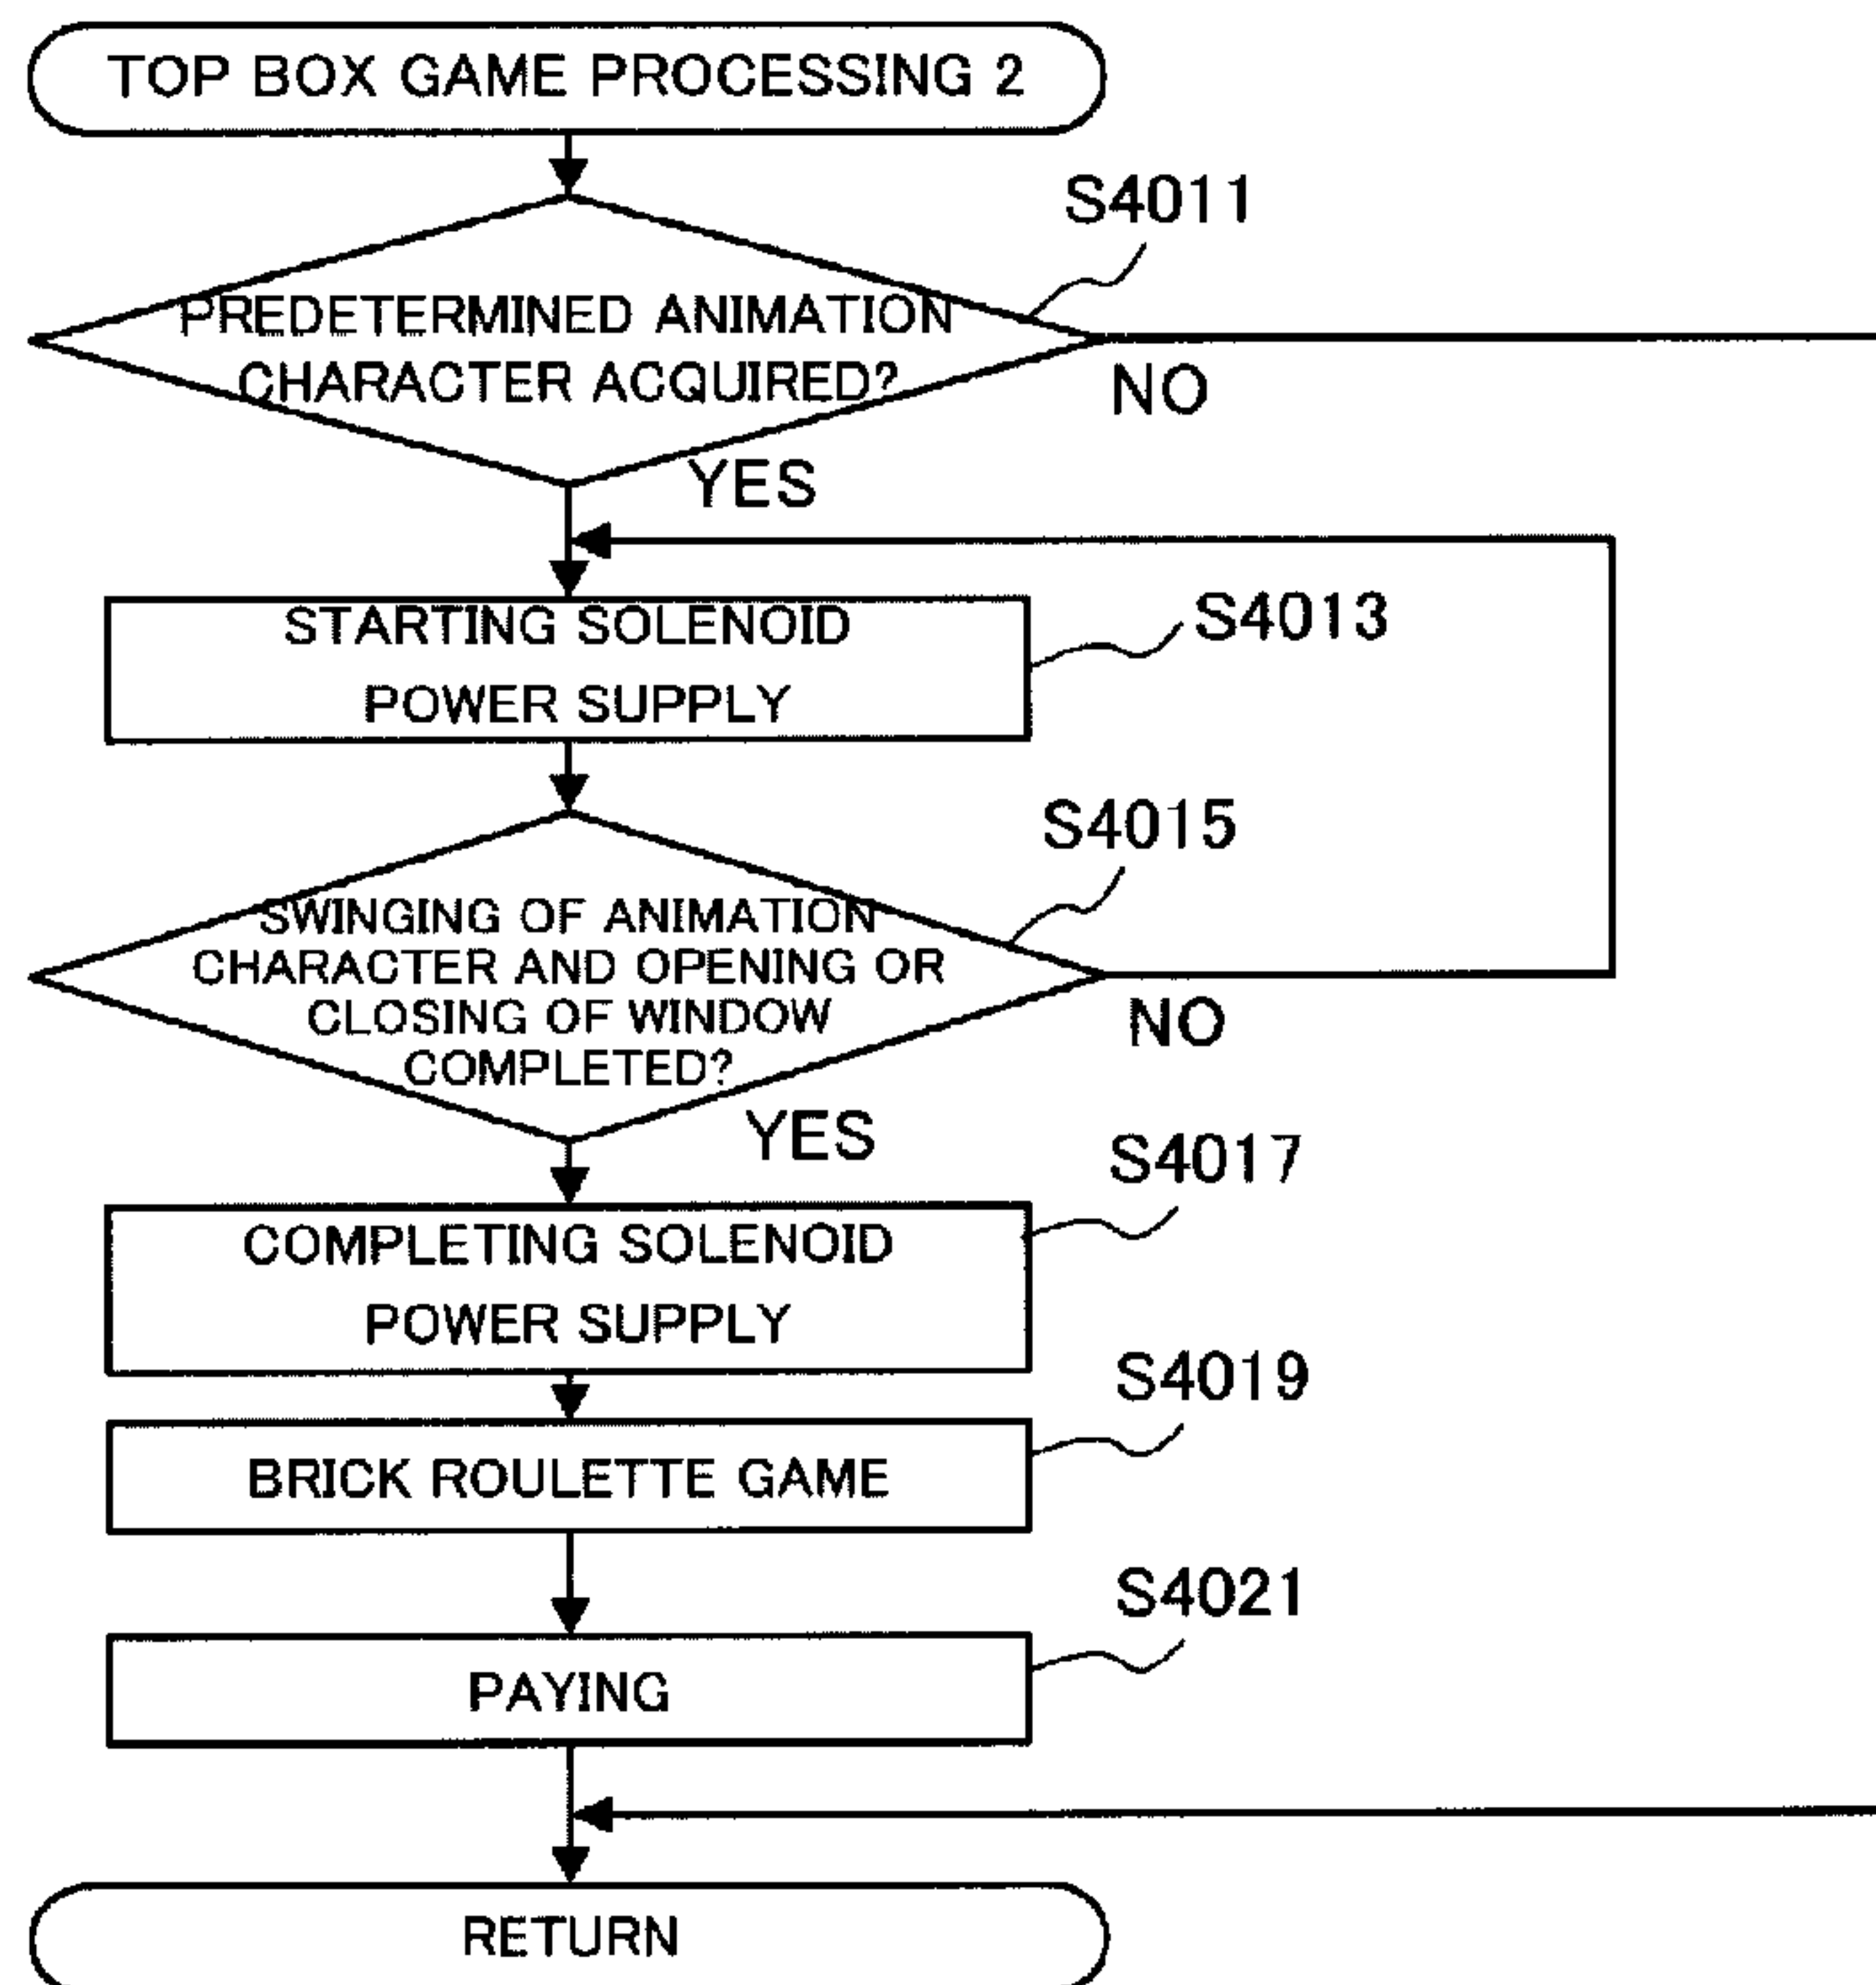 TOP BOX GAME PROCESSING 2
S4011
PREDETERMINED ANIMATION
CHARACTER ACQUIRED?
NO
YES
STARTING SOLENOID
POWER SUPPLY
S4013
S4015
SWINGING OF ANIMATION
CHARACTER AND OPENING OR
CLOSING OF WINDOW
COMPLETED?
NO
YES
S4017
COMPLETING SOLENOID
POWER SUPPLY
S4019
BRICK ROULETTE GAME
S4021
PAYING
RETURN